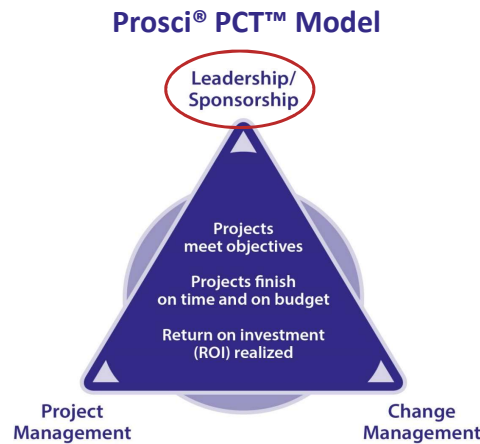 Prosci® PCT™ Model
Leadership/
Sponsorship
Projects
meet objectives
Projects finish
on time and on budget
Return on investment
(ROI) realized
Project
Management
Change
Management